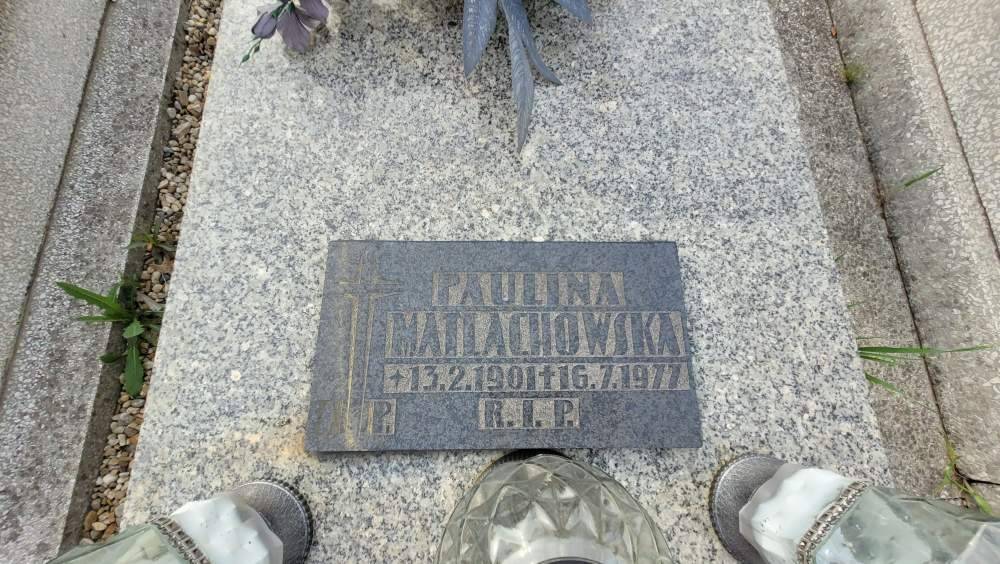 PAULINA
MATLACHOWSKA
+13.2.1901 ✝16.7.1977
R. I. P.